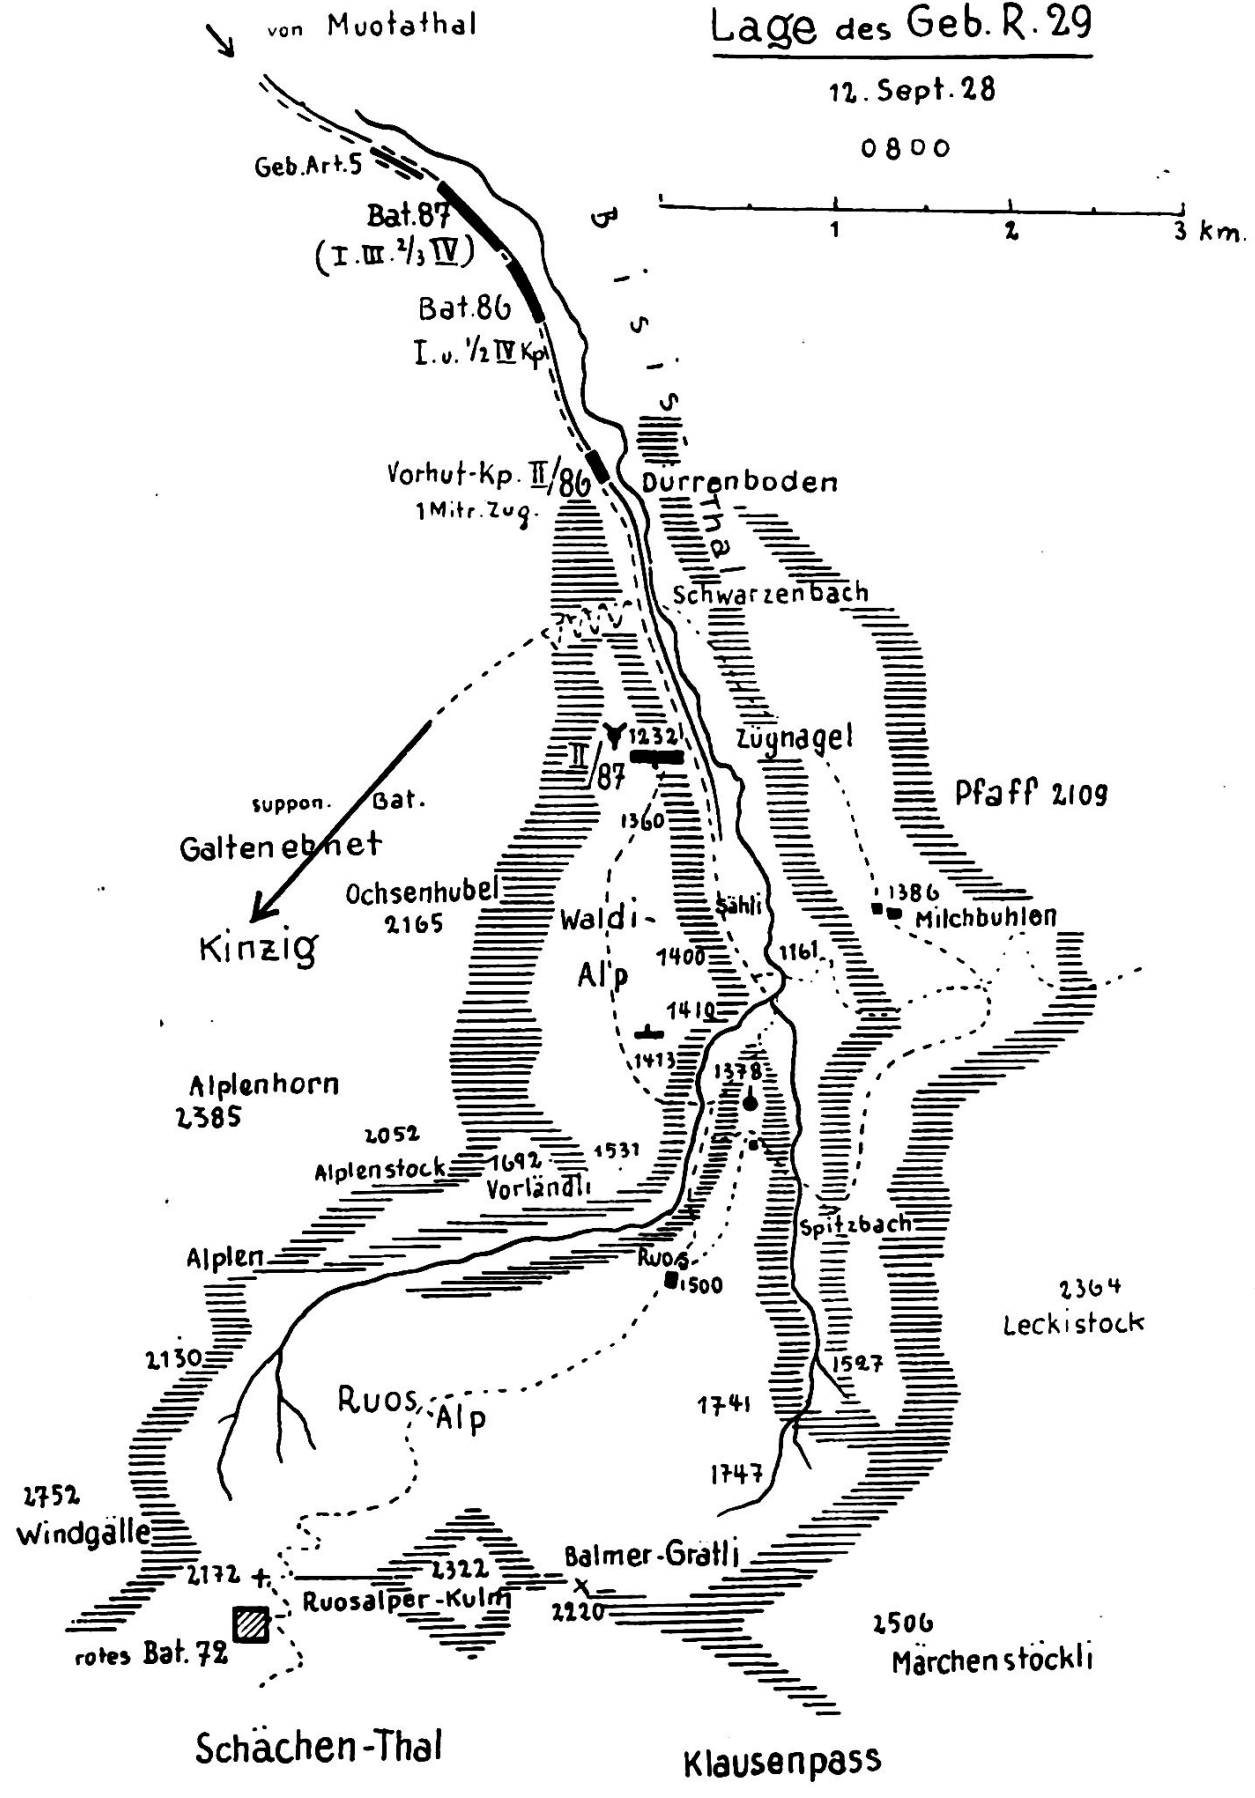 von Muotathal
Lage des Geb. R. 29
12. Sept. 28
0800
Geb. Art. 5
Bat. 87
(I. III. 2/3 IV)
1
2
3 km.
Bat. 86
I. u. 1/2 IV Kp.
Bisis-Thal
Vorhut-Kp. II/86
1 Mitr. Zug.
Dürrenboden
Schwarzenbach
II/87
1232
Zügnagel
Pfaff 2109
suppon. Bat.
1360
Galtenebnet
Ochsenhubel
2165
1386
Milchbühlen
Waldi-
Alp
Sähli
Kinzig
1400
1161
1410
1413
1378
Alplenhorn
2385
2052
Alplenstock
1692
Vorländli
1531
Spitzbach
Alplen
Ruos
1500
2364
Leckistock
2130
1527
Ruos Alp
1741
1747
2752
Windgälle
Balmer-Grätli
2172
2322
Ruosalper-Kulm
2220
rotes Bat. 72
2506
Märchenstöckli
Schächen-Thal
Klausenpass